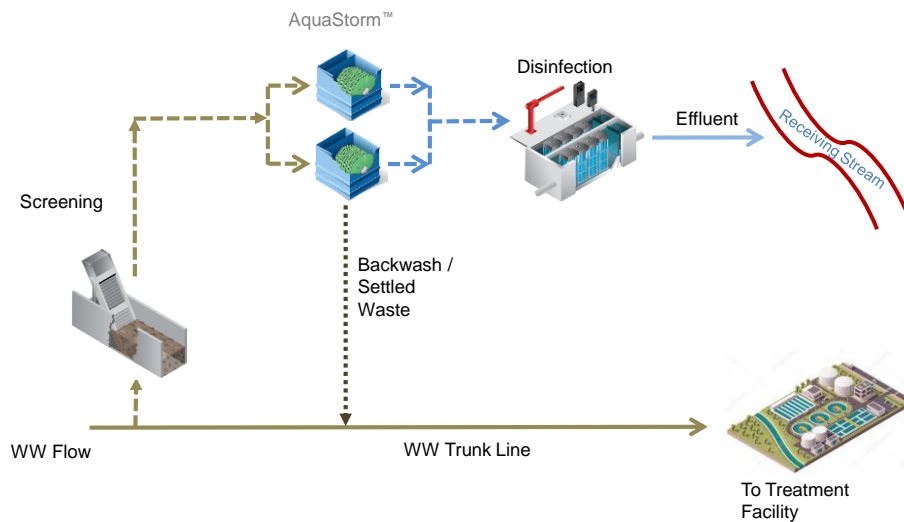 AquaStorm™
Disinfection
Effluent
Receiving Stream
Screening
Backwash /
Settled
Waste
WW Flow
WW Trunk Line
To Treatment
Facility